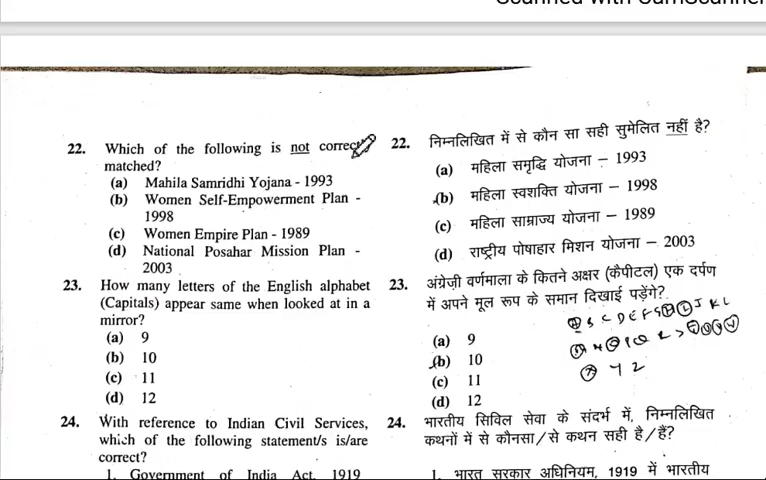 22. Which of the following is not correc
matched?
(a) Mahila Samridhi Yojana - 1993
(b) Women Self-Empowerment Plan -
1998
(c) Women Empire Plan - 1989
(d) National Posahar Mission Plan -
2003
23. How many letters of the English alphabet
(Capitals) appear same when looked at in a
mirror?
(a) 9
(b) 10
(c) 11
(d) 12
24. With reference to Indian Civil Services,
which of the following statement/s is/are
correct?
1. Government of India Act, 1919
22. निम्नलिखित में से कौन सा सही सुमेलित नहीं है?
(a) महिला समृद्धि योजना – 1993
(b) महिला स्वशक्ति योजना – 1998
(c) महिला साम्राज्य योजना – 1989
(d) राष्ट्रीय पोषाहार मिशन योजना – 2003
23. अंग्रेज़ी वर्णमाला के कितने अक्षर (कैपीटल) एक दर्पण
में अपने मूल रूप के समान दिखाई पड़ेंगे?
(a) 9
(b) 10
(c) 11
(d) 12
24. भारतीय सिविल सेवा के संदर्भ में, निम्नलिखित
कथनों में से कौनसा/से कथन सही है/हैं?
1. भारत सरकार अधिनियम, 1919 में भारतीय